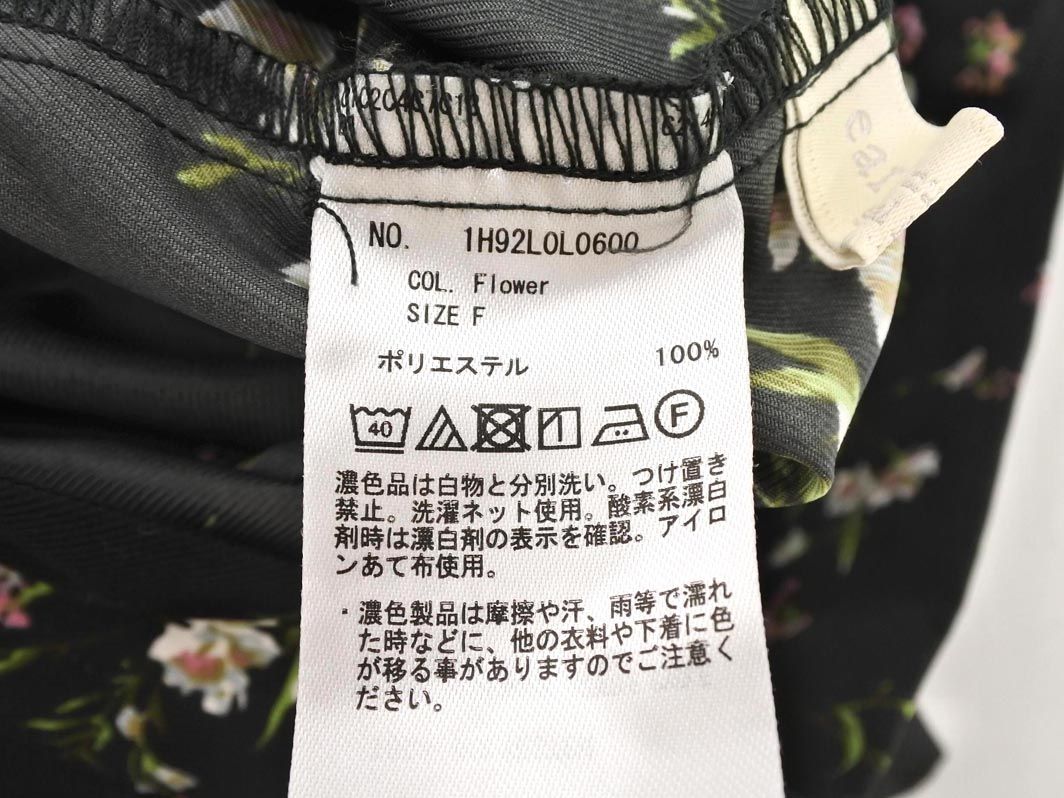 NO. 1H92L0L0600
COL. Flower
SIZE F
ポリエステル 100%
40
F
濃色品は白物と分別洗い。つけ置き
禁止。洗濯ネット使用。酸素系漂白
剤時は漂白剤の表示を確認。アイロ
ンあて布使用。
・濃色製品は摩擦や汗、雨等で濡れ
た時などに、他の衣料や下着に色
が移る事がありますのでご注意く
ださい。